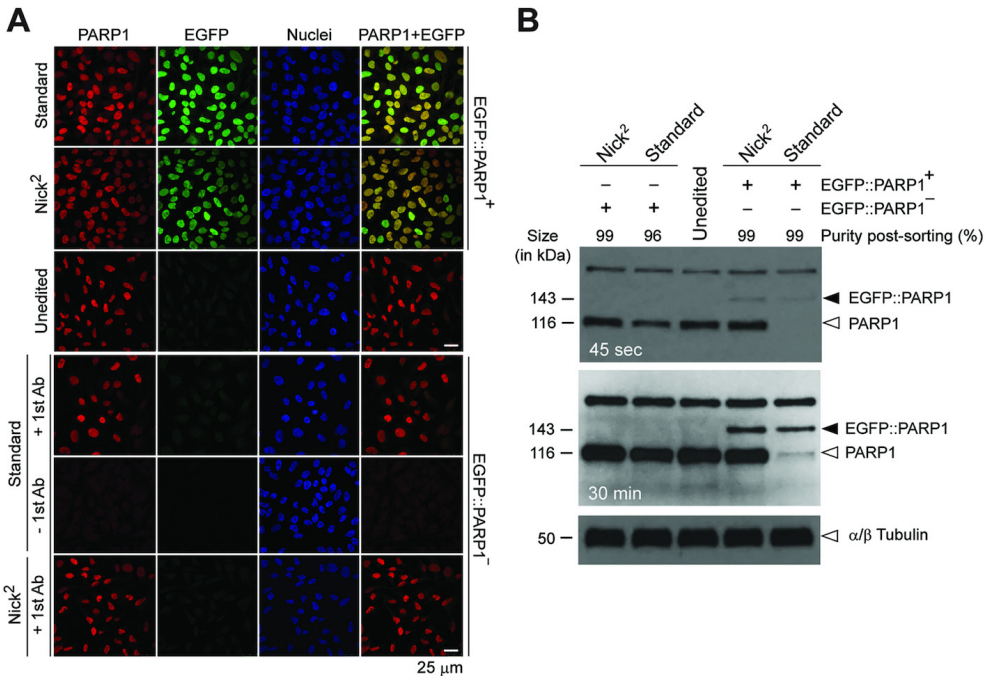 A
PARP1 EGFP Nuclei PARP1+EGFP
Standard
Nick²
EGFP::PARP1⁺
Unedited
Standard
+ 1st Ab
- 1st Ab
Nick²
+ 1st Ab
EGFP::PARP1⁻
25 μm
B
Nick² Standard Unedited Nick² Standard
– – + + EGFP::PARP1⁺
+ + – – EGFP::PARP1⁻
Size
(in kDa)
99 96 99 99 Purity post-sorting (%)
143 EGFP::PARP1
116 PARP1
45 sec
143 EGFP::PARP1
116 PARP1
30 min
50 α/β Tubulin